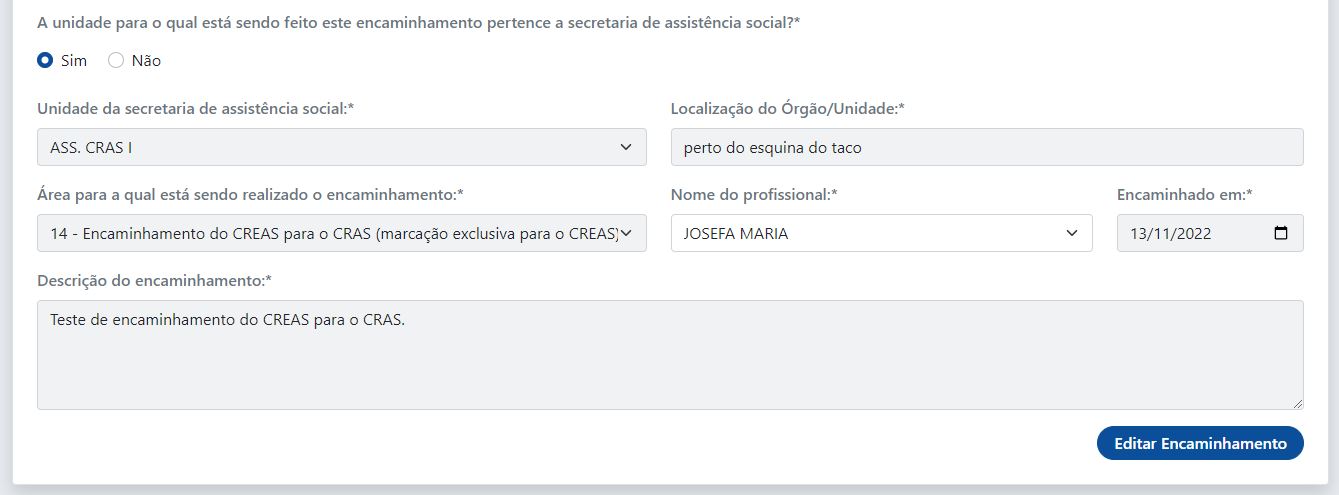 A unidade para o qual está sendo feito este encaminhamento pertence a secretaria de assistência social?*
Sim Não
Unidade da secretaria de assistência social:* Localização do Órgão/Unidade:*
ASS. CRAS I perto do esquina do taco
Área para a qual está sendo realizado o encaminhamento:* Nome do profissional:* Encaminhado em:*
14 - Encaminhamento do CREAS para o CRAS (marcação exclusiva para o CREAS) JOSEFA MARIA 13/11/2022
Descrição do encaminhamento:*
Teste de encaminhamento do CREAS para o CRAS.
Editar Encaminhamento